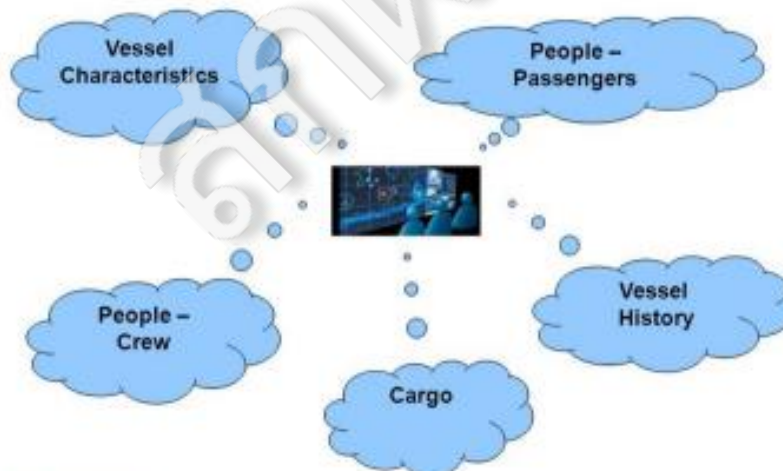 Vessel
Characteristics
People –
Passengers
People –
Crew
Vessel
History
Cargo